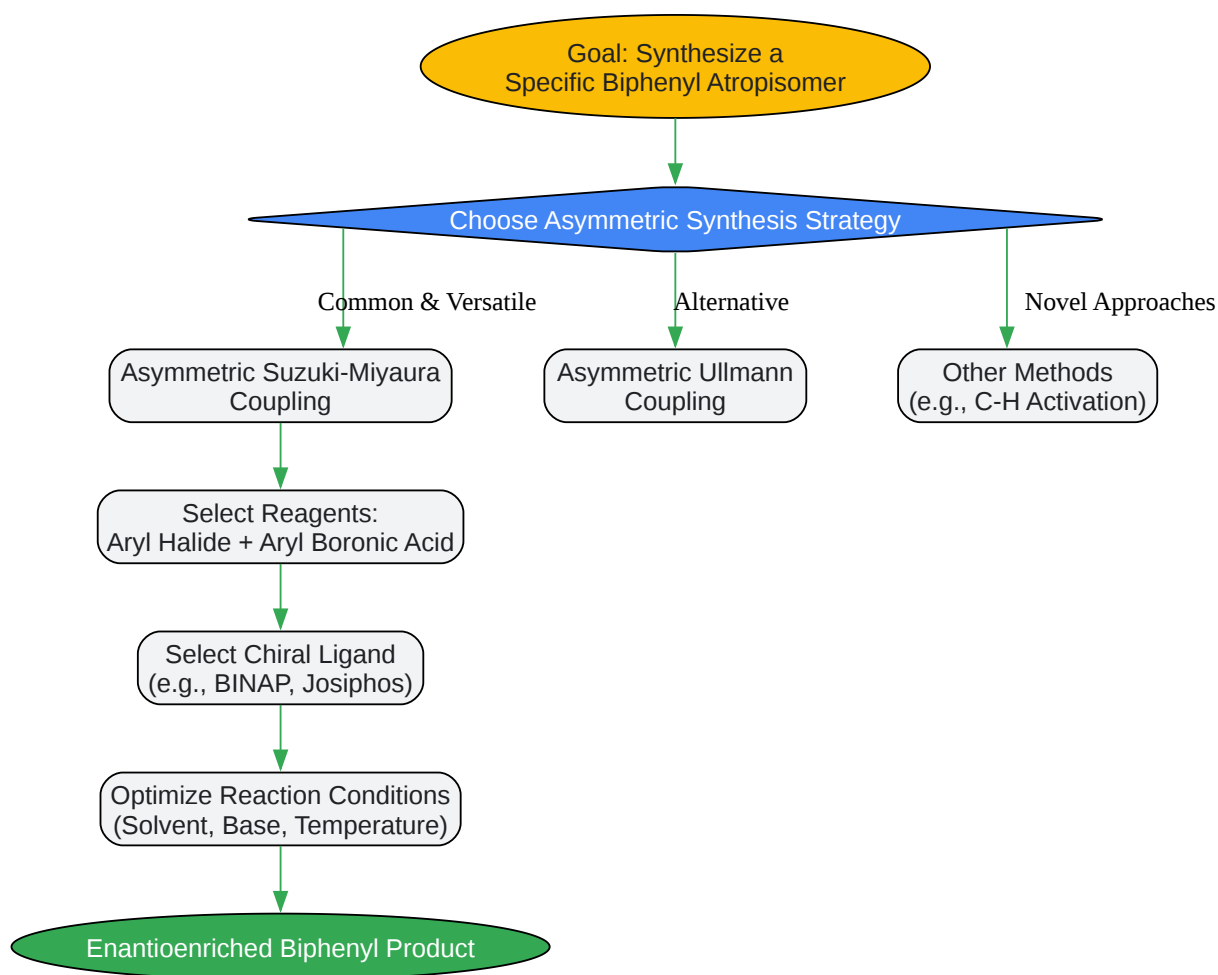 Goal: Synthesize a
Specific Biphenyl Atropisomer
Choose Asymmetric Synthesis Strategy
Common & Versatile
Alternative
Novel Approaches
Asymmetric Suzuki-Miyaura
Coupling
Asymmetric Ullmann
Coupling
Other Methods
(e.g., C-H Activation)
Select Reagents:
Aryl Halide + Aryl Boronic Acid
Select Chiral Ligand
(e.g., BINAP, Josiphos)
Optimize Reaction Conditions
(Solvent, Base, Temperature)
Enantioenriched Biphenyl Product